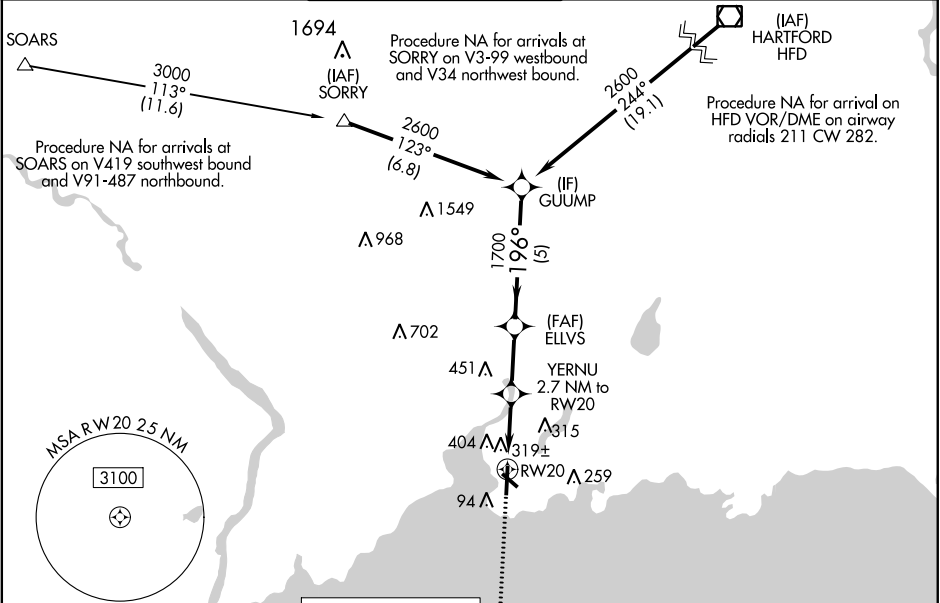 SOARS
3000
113°
(11.6)
1694
(IAF)
SORRY
Procedure NA for arrivals at
SORRY on V3-99 westbound
and V34 northwest bound.
(IAF)
HARTFORD
HFD
2600
244°
(19.1)
Procedure NA for arrival on
HFD VOR/DME on airway
radials 211 CW 282.
Procedure NA for arrivals at
SOARS on V419 southwest bound
and V91-487 northbound.
2600
123°
(6.8)
(IF)
GUUMP
1549
968
1700
196°
(5)
702
(FAF)
ELLVS
451
YERNU
2.7 NM to
RW20
315
404
319±
RW20
259
94
MSA RW20 25 NM
3100